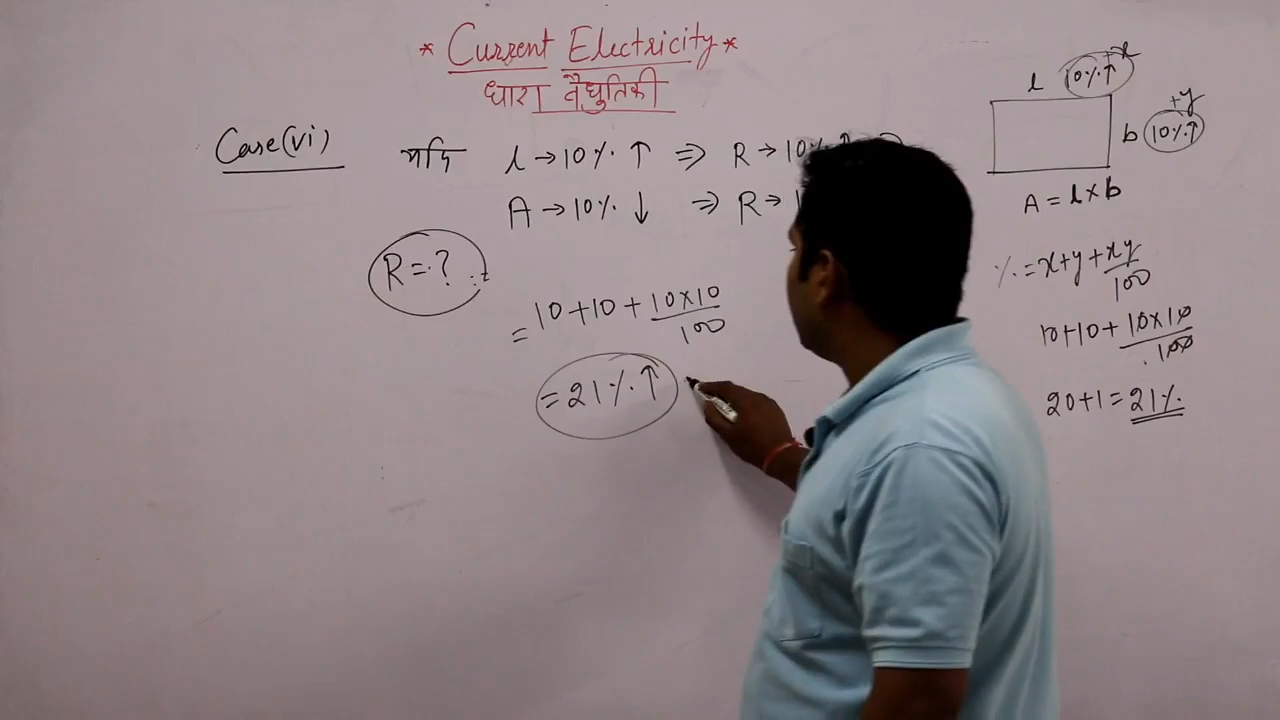 * Current Electricity *
धारा वैद्युतिकी
Case(vi) यदि l → 10% ↑ ⇒ R → 10% ↑
A → 10% ↓ ⇒ R → 1
R = ?
= 10 + 10 + 10×10/100
= 21% ↑
l 10% ↑ +x
+y
b 10% ↑
A = l × b
% = x + y + xy/100
10 + 10 + 10×10/100
20 + 1 = 21%